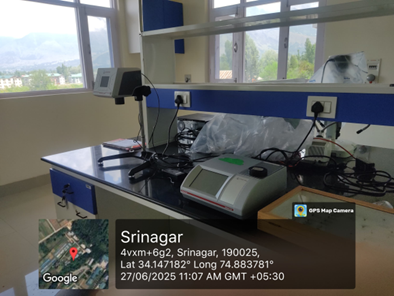 GPS Map Camera
Srinagar
4vxm+6g2, Srinagar, 190025,
Lat 34.147182° Long 74.883781°
27/06/2025 11:07 AM GMT +05:30
Google